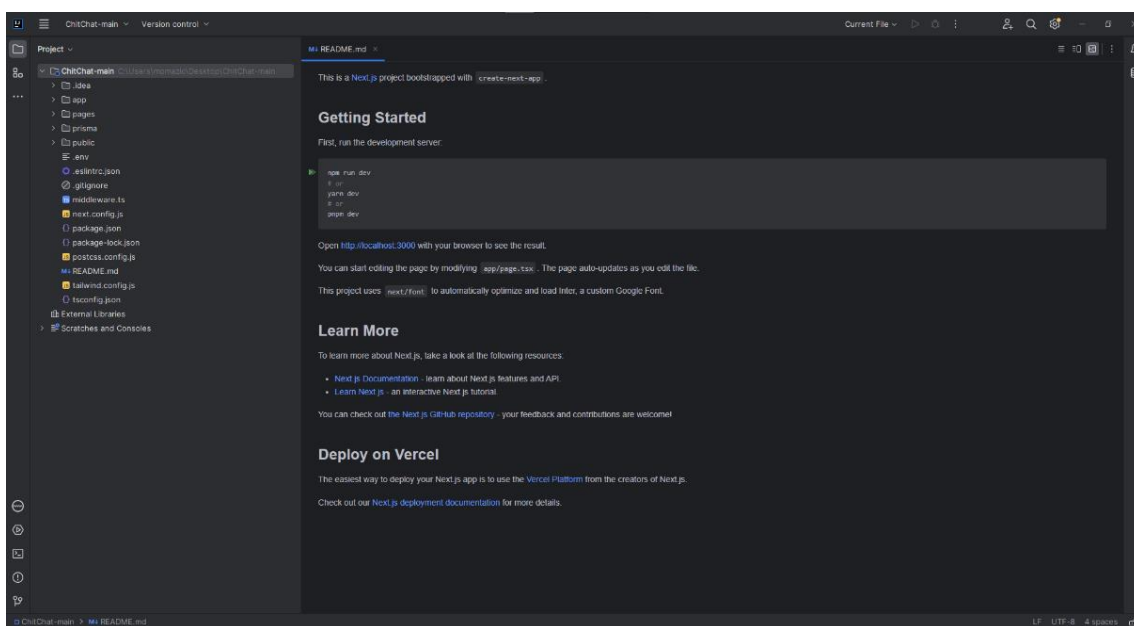 ChitChat-main
Version control
Current File
Project
README.md
ChitChat-main C:\Users\mpmazio\Desktop\ChitChat-main
.idea
app
pages
prisma
public
.env
.eslintrc.json
.gitignore
middleware.ts
next.config.js
package.json
package-lock.json
postcss.config.js
README.md
tailwind.config.js
tsconfig.json
External Libraries
Scratches and Consoles
This is a Next.js project bootstrapped with create-next-app .
Getting Started
First, run the development server:
npm run dev
# or
yarn dev
# or
pnpm dev
Open http://localhost:3000 with your browser to see the result.
You can start editing the page by modifying app/page.tsx . The page auto-updates as you edit the file.
This project uses next/font to automatically optimize and load Inter, a custom Google Font.
Learn More
To learn more about Next.js, take a look at the following resources:
Next.js Documentation - learn about Next.js features and API.
Learn Next.js - an interactive Next.js tutorial.
You can check out the Next.js GitHub repository - your feedback and contributions are welcome!
Deploy on Vercel
The easiest way to deploy your Next.js app is to use the Vercel Platform from the creators of Next.js.
Check out our Next.js deployment documentation for more details.
ChitChat-main > README.md
LF UTF-8 4 spaces